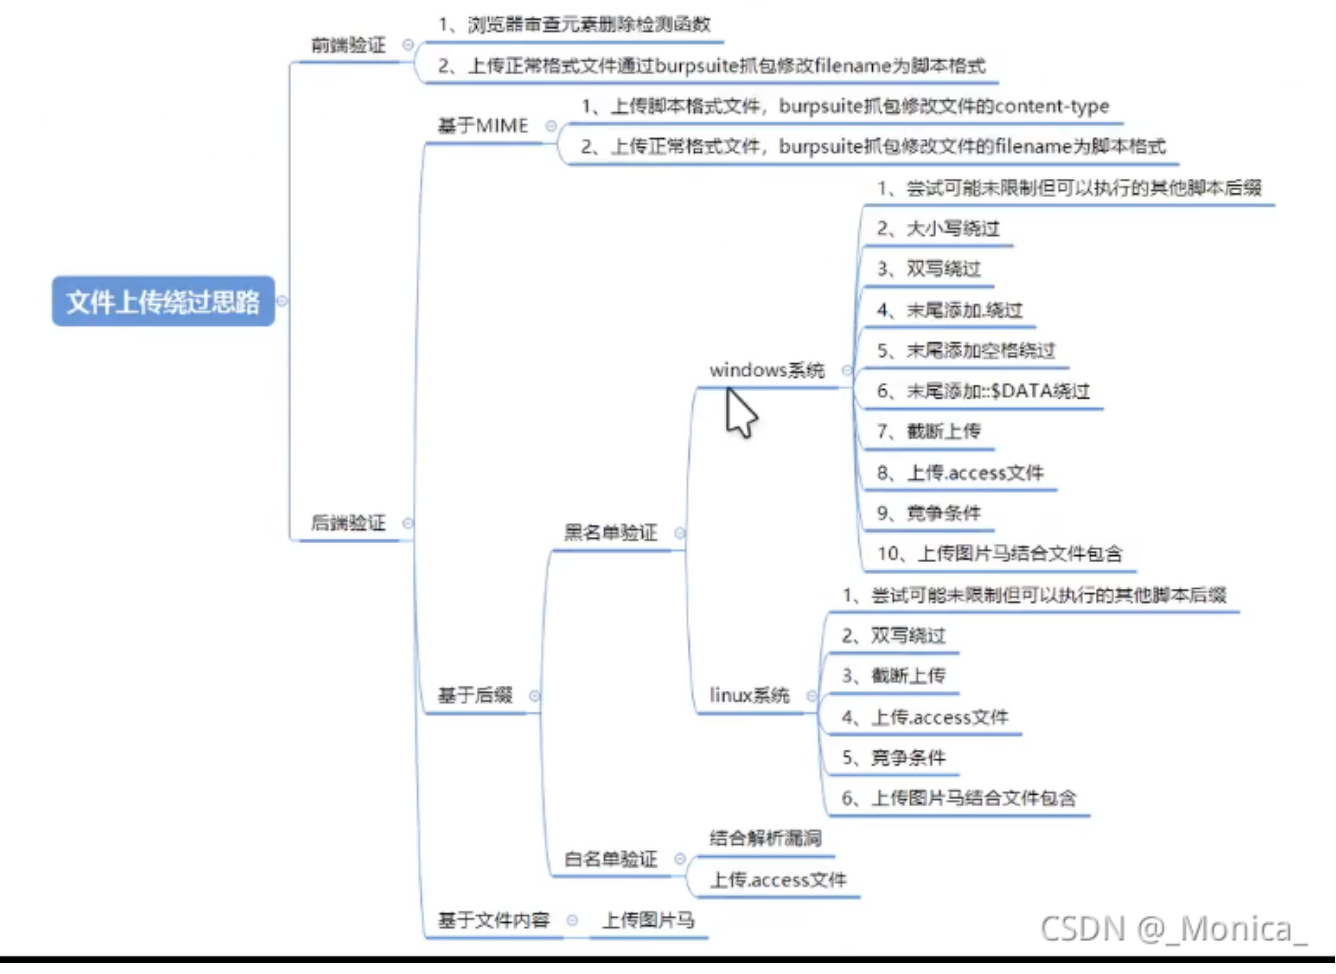 文件上传绕过思路
前端验证
1、浏览器审查元素删除检测函数
2、上传正常格式文件通过burpsuite抓包修改filename为脚本格式
后端验证
基于MIME
1、上传脚本格式文件，burpsuite抓包修改文件的content-type
2、上传正常格式文件，burpsuite抓包修改文件的filename为脚本格式
基于后缀
黑名单验证
windows系统
1、尝试可能未限制但可以执行的其他脚本后缀
2、大小写绕过
3、双写绕过
4、末尾添加.绕过
5、末尾添加空格绕过
6、末尾添加::$DATA绕过
7、截断上传
8、上传.access文件
9、竞争条件
10、上传图片马结合文件包含
linux系统
1、尝试可能未限制但可以执行的其他脚本后缀
2、双写绕过
3、截断上传
4、上传.access文件
5、竞争条件
6、上传图片马结合文件包含
白名单验证
结合解析漏洞
上传.access文件
基于文件内容
上传图片马
CSDN @_Monica_